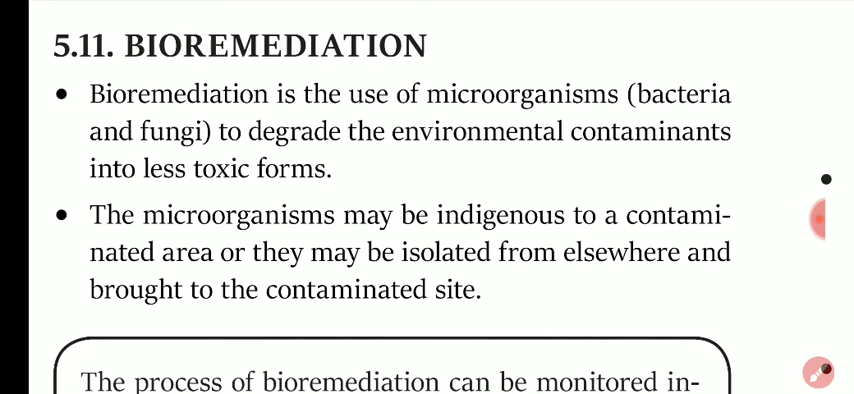 5.11. BIOREMEDIATION
• Bioremediation is the use of microorganisms (bacteria
and fungi) to degrade the environmental contaminants
into less toxic forms.
• The microorganisms may be indigenous to a contami-
nated area or they may be isolated from elsewhere and
brought to the contaminated site.
The process of bioremediation can be monitored in-